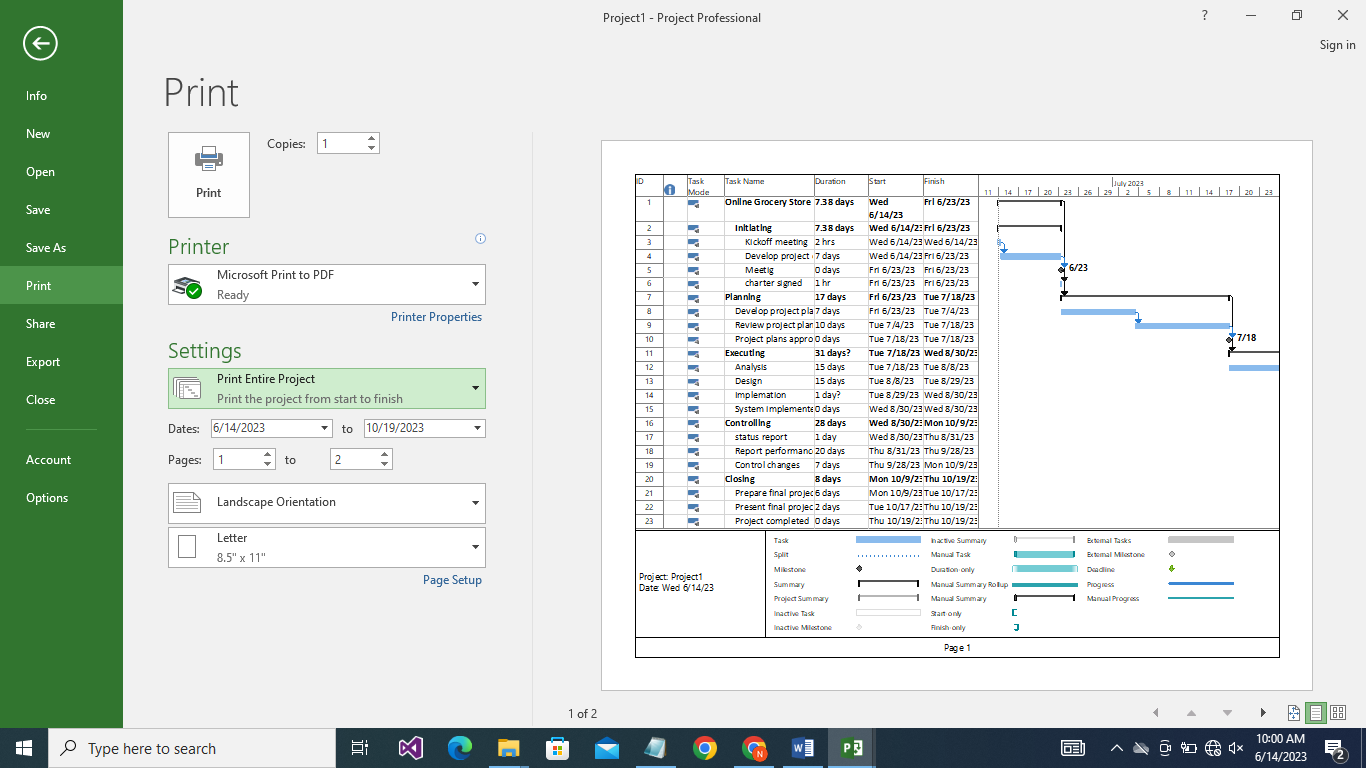 Project1 - Project Professional
?
Sign in
Info
New
Open
Save
Save As
Print
Share
Export
Close
Account
Options
Print
Print
Copies: 1
Printer
Microsoft Print to PDF
Ready
Printer Properties
Settings
Print Entire Project
Print the project from start to finish
Dates: 6/14/2023 to 10/19/2023
Pages: 1 to 2
Landscape Orientation
Letter
8.5" x 11"
Page Setup
ID Task Mode Task Name Duration Start Finish
July 2023
11 14 17 20 23 26 29 2 5 8 11 14 17 20 23
1 Online Grocery Store 7.38 days Wed 6/14/23 Fri 6/23/23
2 Initiating 7.38 days Wed 6/14/23 Fri 6/23/23
3 Kickoff meeting 2 hrs Wed 6/14/23 Wed 6/14/23
4 Develop project 7 days Wed 6/14/23 Fri 6/23/23
5 Meetig 0 days Fri 6/23/23 Fri 6/23/23
6/23
6 charter signed 1 hr Fri 6/23/23 Fri 6/23/23
7 Planning 17 days Fri 6/23/23 Tue 7/18/23
8 Develop project pla 7 days Fri 6/23/23 Tue 7/4/23
9 Review project plan 10 days Tue 7/4/23 Tue 7/18/23
10 Project plans appro 0 days Tue 7/18/23 Tue 7/18/23
7/18
11 Executing 31 days? Tue 7/18/23 Wed 8/30/23
12 Analysis 15 days Tue 7/18/23 Tue 8/8/23
13 Design 15 days Tue 8/8/23 Tue 8/29/23
14 Implemation 1 day? Tue 8/29/23 Wed 8/30/23
15 System implemente 0 days Wed 8/30/23 Wed 8/30/23
16 Controlling 28 days Wed 8/30/23 Mon 10/9/23
17 status report 1 day Wed 8/30/23 Thu 8/31/23
18 Report performanc 20 days Thu 8/31/23 Thu 9/28/23
19 Control changes 7 days Thu 9/28/23 Mon 10/9/23
20 Closing 8 days Mon 10/9/23 Thu 10/19/23
21 Prepare final projec 6 days Mon 10/9/23 Tue 10/17/23
22 Present final projec 2 days Tue 10/17/23 Thu 10/19/23
23 Project completed 0 days Thu 10/19/23 Thu 10/19/23
Project: Project1
Date: Wed 6/14/23
Task
Split
Milestone
Summary
Project Summary
Inactive Task
Inactive Milestone
Inactive Summary
Manual Task
Duration-only
Manual Summary Rollup
Manual Summary
Start-only
Finish-only
External Tasks
External Milestone
Deadline
Progress
Manual Progress
Page 1
1 of 2
Type here to search
10:00 AM
6/14/2023
2